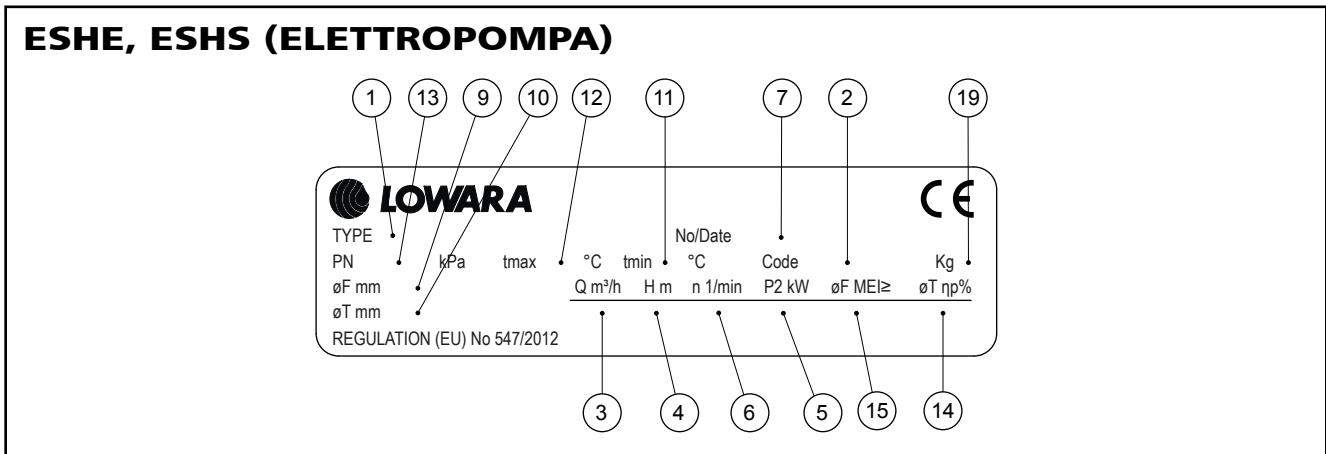 ESHE, ESHS (ELETTROPOMPA)
1 13 9 10 12 11 7 2 19
LOWARA CE
TYPE No/Date
PN kPa tmax °C tmin °C Code Kg
øF mm Q m³/h H m n 1/min P2 kW øF MEI≥ øT ηp%
øT mm
REGULATION (EU) No 547/2012
3 4 6 5 15 14